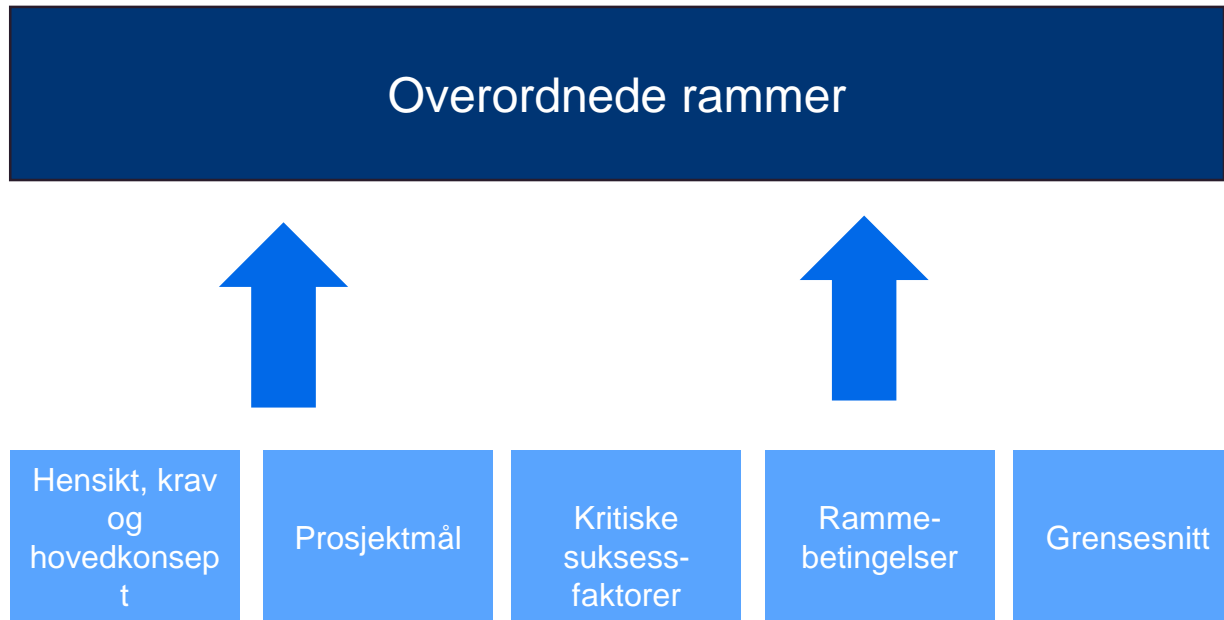 Overordnede rammer
Hensikt, krav
og
hovedkonsep
t
Prosjektmål
Kritiske
suksess-
faktorer
Ramme-
betingelser
Grensesnitt